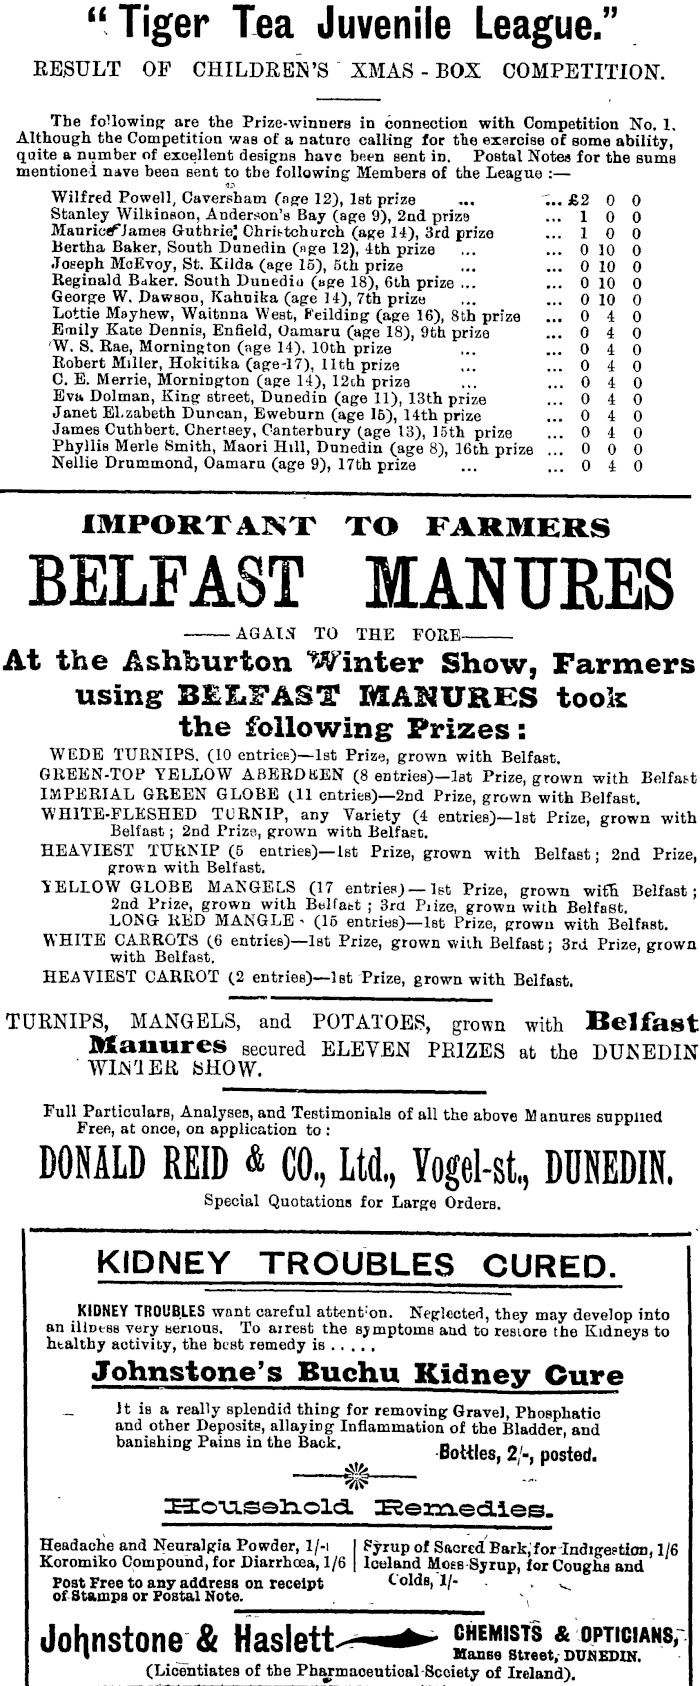 “Tiger Tea Juvenile League.”
RESULT OF CHILDREN'S XMAS-BOX COMPETITION.
The following are the Prize-winners in connection with Competition No. 1.
Although the Competition was of a nature calling for the exercise of some ability,
quite a number of excellent designs have been sent in. Postal Notes for the sums
mentioned have been sent to the following Members of the League :—
Wilfred Powell, Caversham (age 12), 1st prize ... ... £2 0 0
Stanley Wilkinson, Anderson's Bay (age 9), 2nd prize ... 1 0 0
Maurice James Guthrie, Christchurch (age 14), 3rd prize ... 1 0 0
Bertha Baker, South Dunedin (age 12), 4th prize ... ... 0 10 0
Joseph McEvoy, St. Kilda (age 15), 5th prize ... ... 0 10 0
Reginald Baker. South Dunedin (age 18), 6th prize ... ... 0 10 0
George W. Dawson, Kahnika (age 14), 7th prize ... ... 0 10 0
Lottie Mayhew, Waitnna West, Feilding (age 16), 8th prize ... 0 4 0
Emily Kate Dennis, Enfield, Oamaru (age 18), 9th prize ... 0 4 0
W. S. Rae, Mornington (age 14), 10th prize ... ... 0 4 0
Robert Miller, Hokitika (age 17), 11th prize ... ... 0 4 0
C. E. Merrie, Mornington (age 14), 12th prize ... ... 0 4 0
Eva Dolman, King street, Dunedin (age 11), 13th prize ... 0 4 0
Janet Elizabeth Duncan, Eweburn (age 15), 14th prize ... 0 4 0
James Cuthbert. Chertsey, Canterbury (age 13), 15th prize ... 0 4 0
Phyllis Merle Smith, Maori Hill, Dunedin (age 8), 16th prize ... 0 0 0
Nellie Drummond, Oamaru (age 9), 17th prize ... ... 0 4 0
IMPORTANT TO FARMERS
BELFAST MANURES
AGAIN TO THE FORE
At the Ashburton Winter Show, Farmers
using BELFAST MANURES took
the following Prizes:
WEDE TURNIPS. (10 entries)—1st Prize, grown with Belfast.
GREEN-TOP YELLOW ABERDEEN (8 entries)—1st Prize, grown with Belfast
IMPERIAL GREEN GLOBE (11 entries)—2nd Prize, grown with Belfast.
WHITE-FLESHED TURNIP, any Variety (4 entries)—1st Prize, grown with
Belfast; 2nd Prize, grown with Belfast.
HEAVIEST TURNIP (5 entries)—1st Prize, grown with Belfast; 2nd Prize,
grown with Belfast.
YELLOW GLOBE MANGELS (17 entries)—1st Prize, grown with Belfast;
2nd Prize, grown with Belfast; 3rd Prize, grown with Belfast.
LONG RED MANGLE (15 entries)—1st Prize, grown with Belfast.
WHITE CARROTS (6 entries)—1st Prize, grown with Belfast; 3rd Prize, grown
with Belfast.
HEAVIEST CARROT (2 entries)—1st Prize, grown with Belfast.
TURNIPS, MANGELS, and POTATOES, grown with Belfast
Manures secured ELEVEN PRIZES at the DUNEDIN
WINTER SHOW.
Full Particulars, Analyses, and Testimonials of all the above Manures supplied
Free, at once, on application to:
DONALD REID & CO., Ltd., Vogel-st., DUNEDIN.
Special Quotations for Large Orders.
KIDNEY TROUBLES CURED.
KIDNEY TROUBLES want careful attention. Neglected, they may develop into
an illness very serious. To arrest the symptoms and to restore the Kidneys to
healthy activity, the best remedy is . . . . .
Johnstone's Buchu Kidney Cure
It is a really splendid thing for removing Gravel, Phosphatic
and other Deposits, allaying Inflammation of the Bladder, and
banishing Pains in the Back.
Bottles, 2/-, posted.
Household Remedies.
Headache and Neuralgia Powder, 1/-
Koromiko Compound, for Diarrhœa, 1/6
Post Free to any address on receipt
of Stamps or Postal Note.
Syrup of Sacred Bark, for Indigestion, 1/6
Iceland Moss Syrup, for Coughs and
Colds, 1/-
Johnstone & Haslett
CHEMISTS & OPTICIANS,
Manse Street, DUNEDIN.
(Licentiates of the Pharmaceutical Society of Ireland).